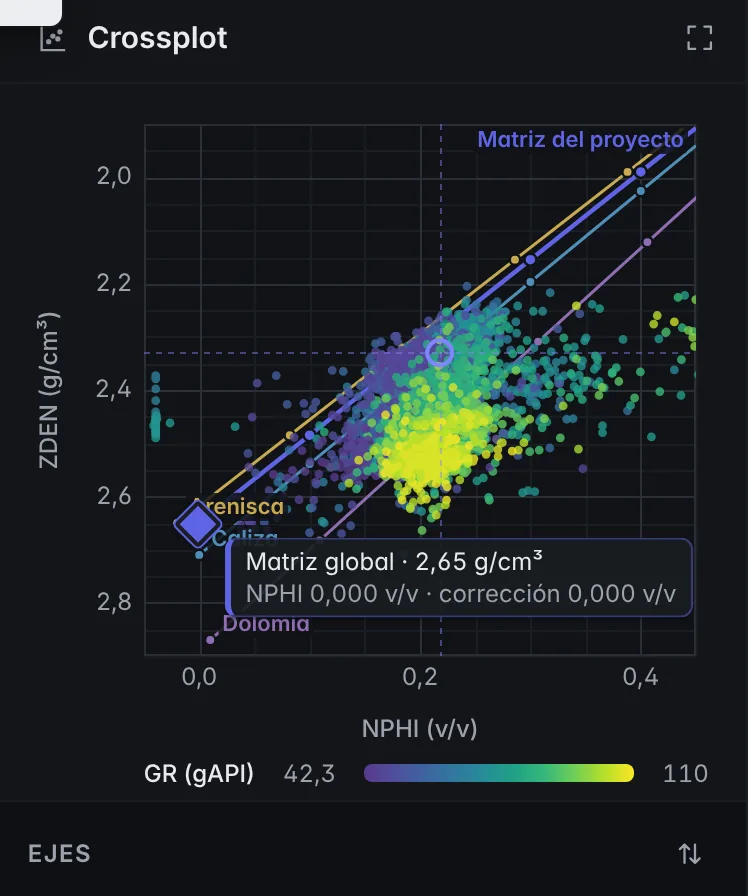 Crossplot
Matriz del proyecto
2,0
2,2
2,4
2,6
2,8
ZDEN (g/cm³)
renisca
Caliza
Matriz global · 2,65 g/cm³
NPHI 0,000 v/v · corrección 0,000 v/v
Dolomia
0,0
0,2
0,4
NPHI (v/v)
GR (gAPI)
42,3
110
EJES